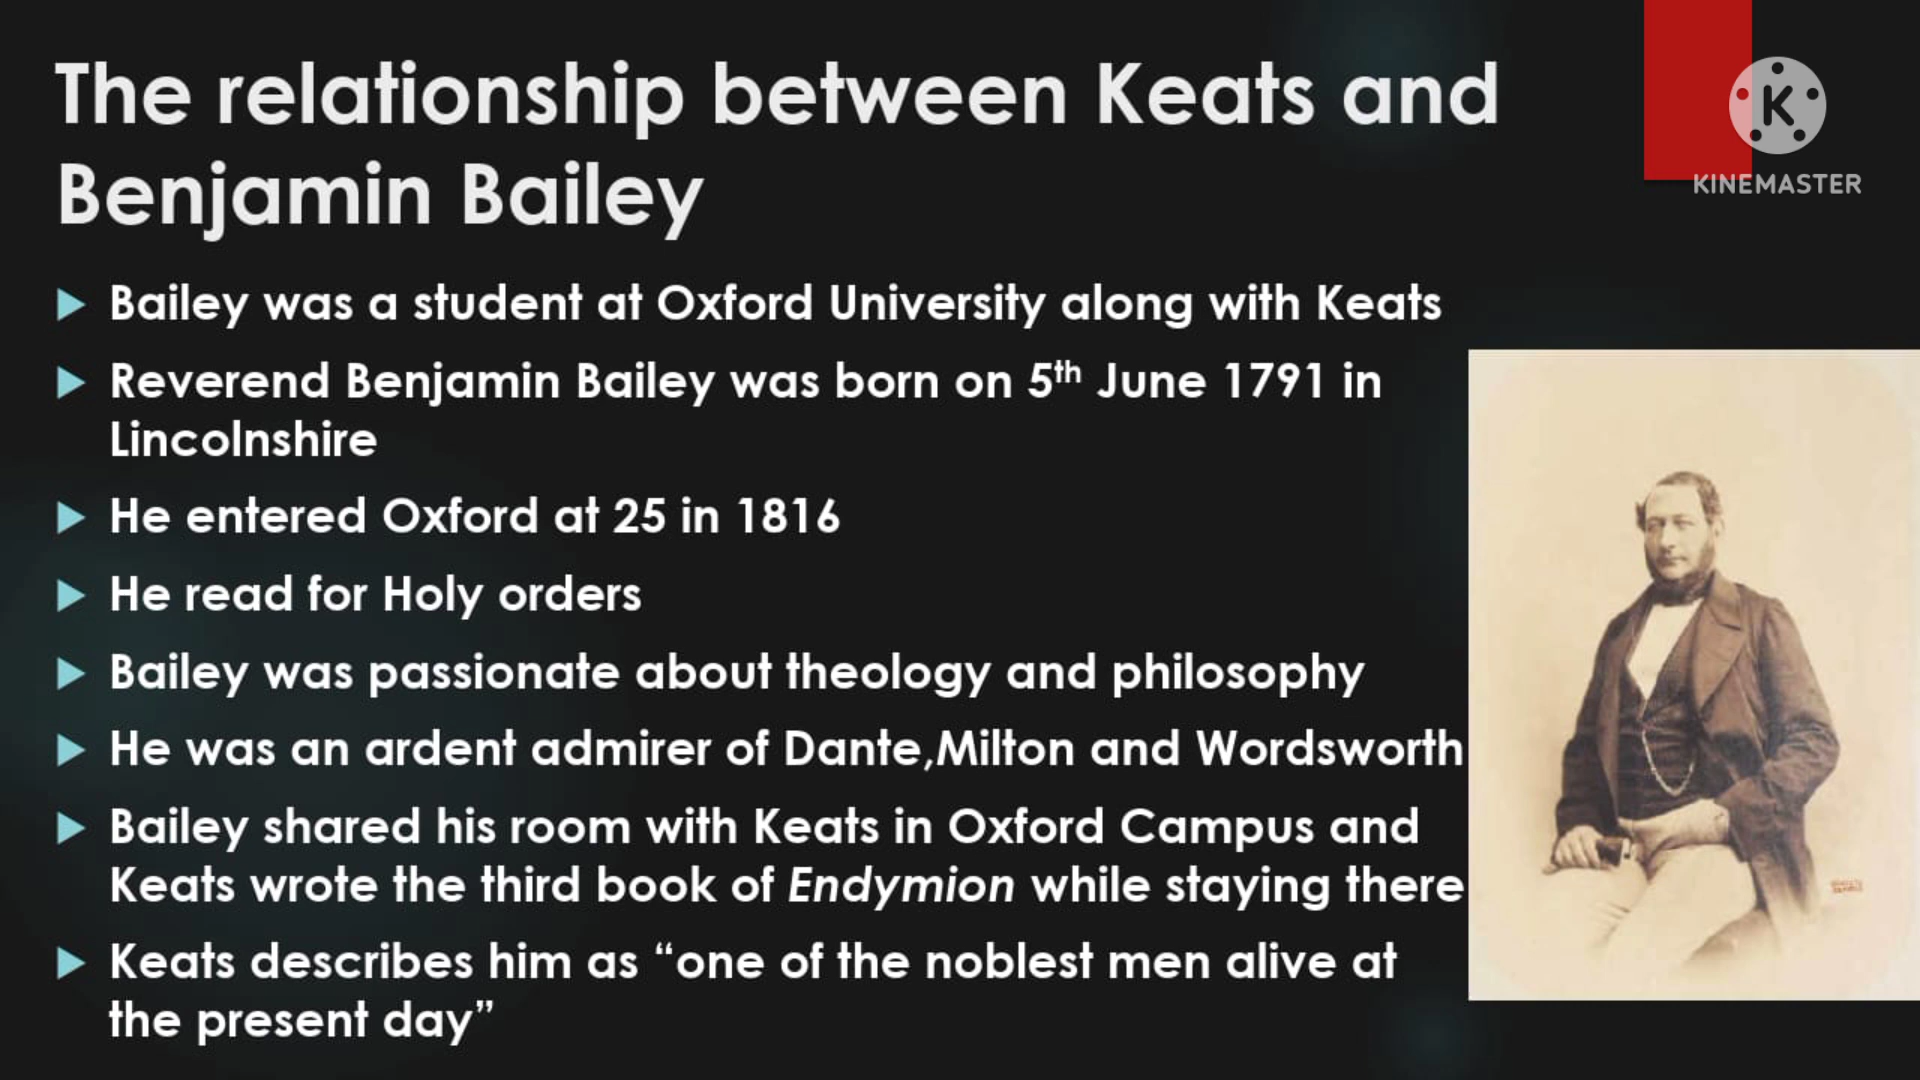 The relationship between Keats and
Benjamin Bailey
K
KINEMASTER
Bailey was a student at Oxford University along with Keats
Reverend Benjamin Bailey was born on 5th June 1791 in
Lincolnshire
He entered Oxford at 25 in 1816
He read for Holy orders
Bailey was passionate about theology and philosophy
He was an ardent admirer of Dante,Milton and Wordsworth
Bailey shared his room with Keats in Oxford Campus and
Keats wrote the third book of Endymion while staying there
Keats describes him as “one of the noblest men alive at
the present day”